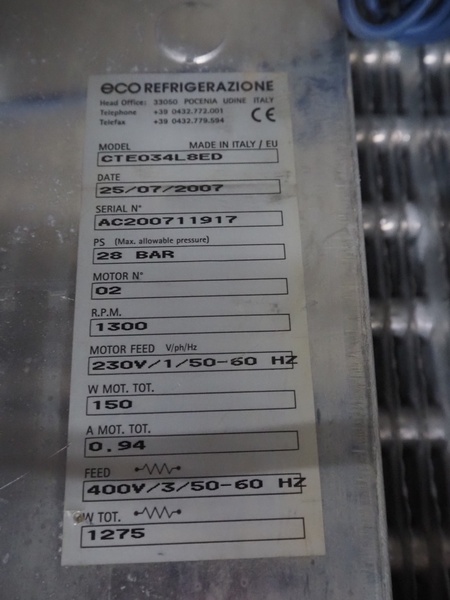 eco REFRIGERAZIONE
Head Office: 33050 POCENIA UDINE ITALY
Telephone +39 0432.772.001
Telefax +39 0432.779.594
CE
MODEL MADE IN ITALY / EU
CTE034L8ED
DATE
25/07/2007
SERIAL N°
AC200711917
PS (Max. allowable pressure)
28 BAR
MOTOR N°
02
R.P.M.
1300
MOTOR FEED V/ph/Hz
230V/1/50-60 HZ
W MOT. TOT.
150
A MOT. TOT.
0.94
FEED
400V/3/50-60 HZ
W TOT.
1275